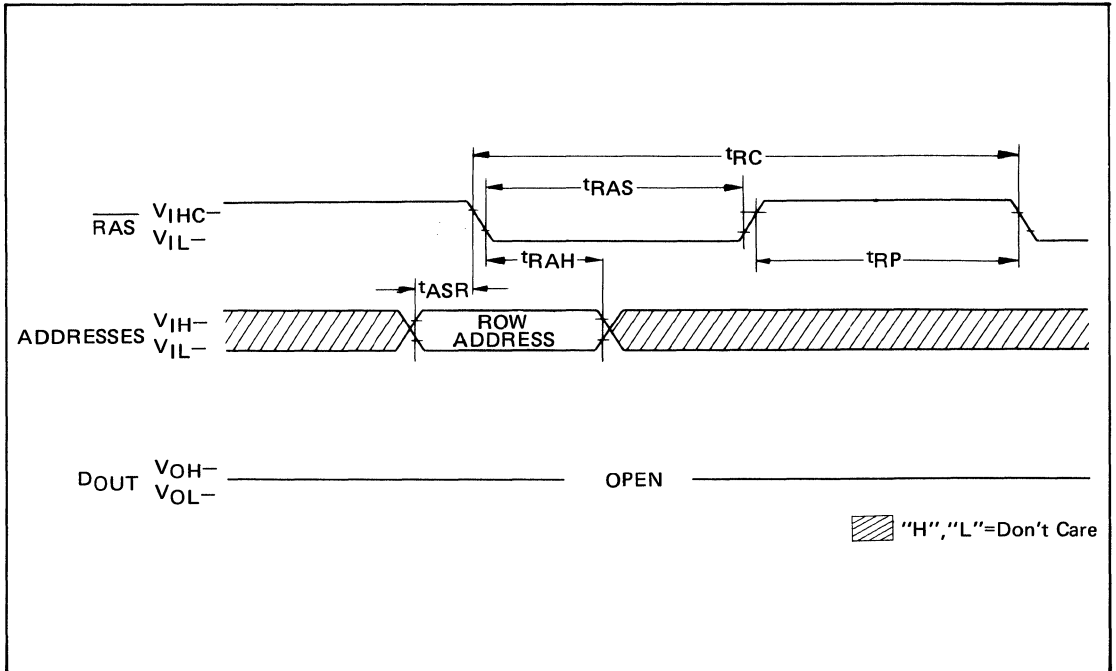 tRC
tRAS
RAS VIHC–
VIL–
tRAH
tRP
tASR
ADDRESSES VIH–
VIL–
ROW
ADDRESS
DOUT VOH–
VOL–
OPEN
"H","L"=Don't Care